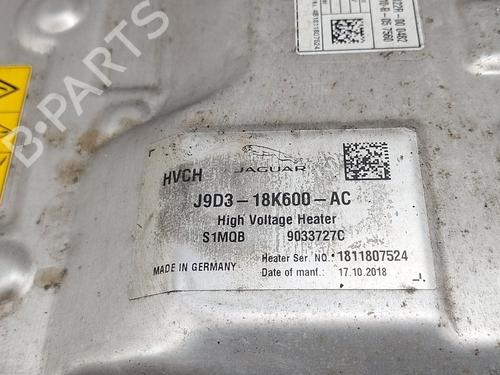 B-PARTS
HVCH
JAGUAR
J9D3-18K600-AC
High Voltage Heater
S1MQB 9033727C
MADE IN GERMANY
Heater Ser. NO.: 1811807524
Date of manf.: 17.10.2018